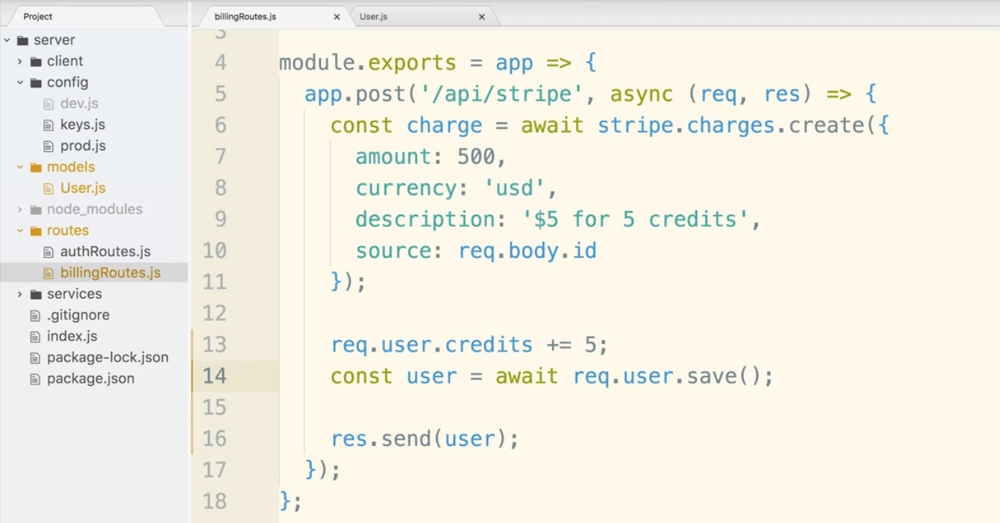 Project
server
client
config
dev.js
keys.js
prod.js
models
User.js
node_modules
routes
authRoutes.js
billingRoutes.js
services
.gitignore
index.js
package-lock.json
package.json
billingRoutes.js × User.js ×
3
4 module.exports = app => {
5 app.post('/api/stripe', async (req, res) => {
6 const charge = await stripe.charges.create({
7 amount: 500,
8 currency: 'usd',
9 description: '$5 for 5 credits',
10 source: req.body.id
11 });
12
13 req.user.credits += 5;
14 const user = await req.user.save();
15
16 res.send(user);
17 });
18 };